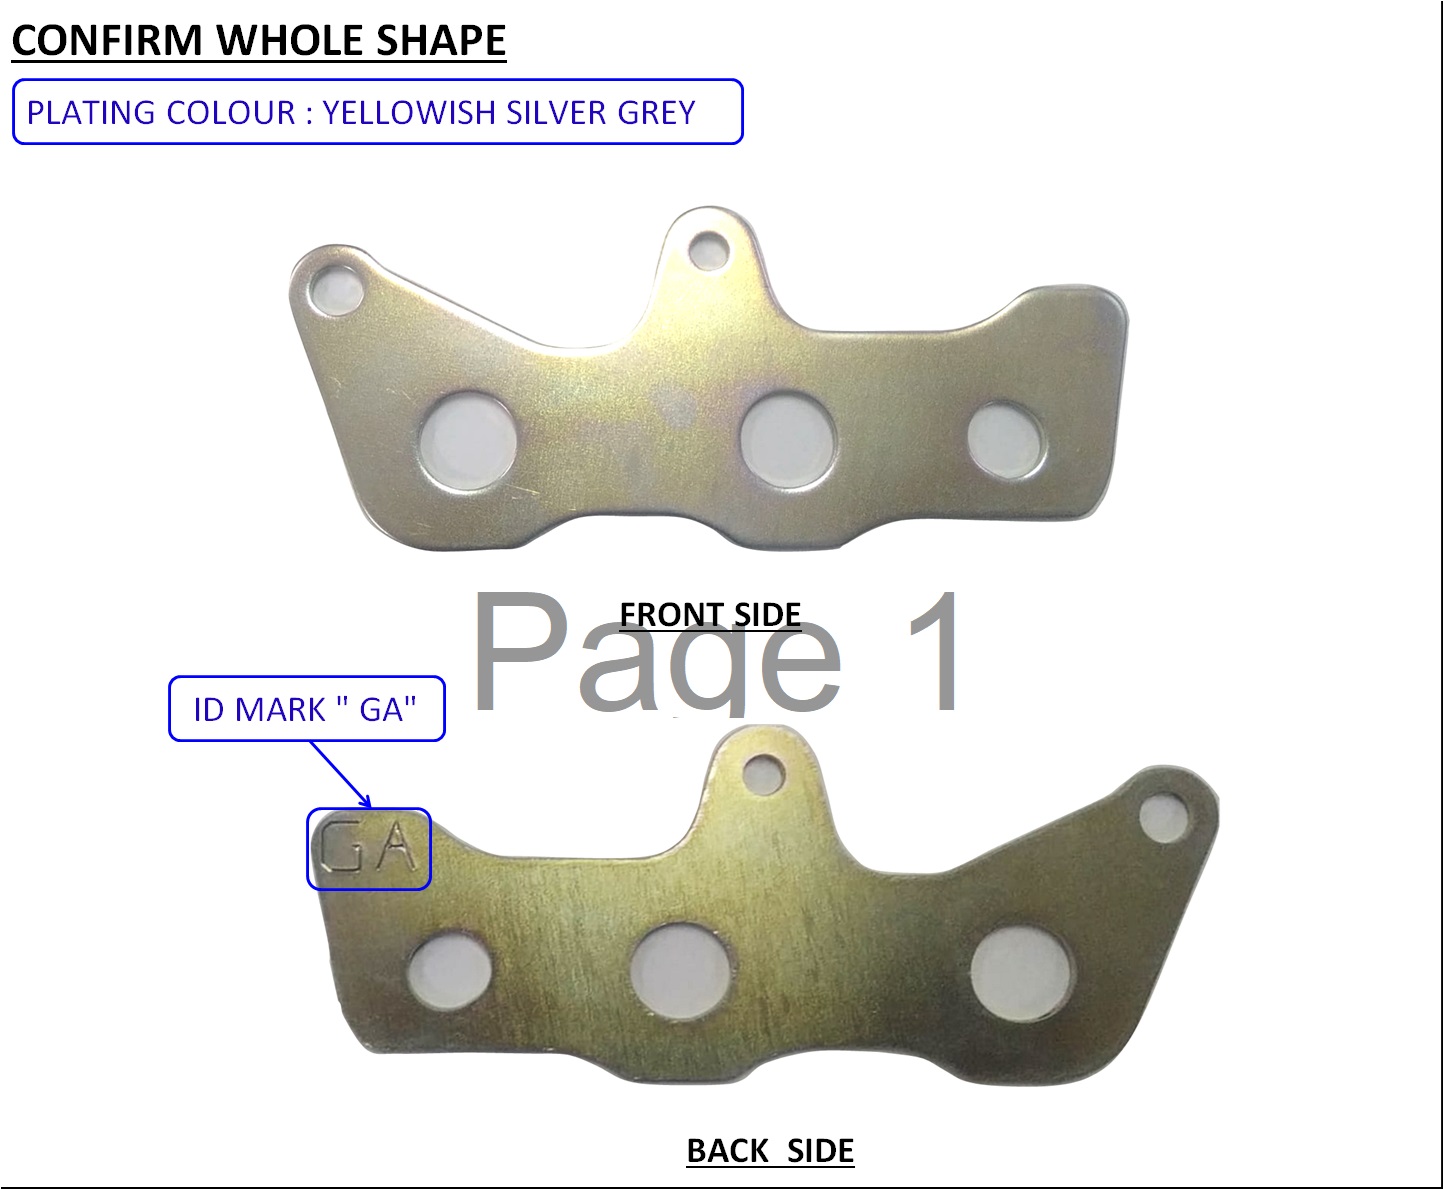 CONFIRM WHOLE SHAPE
PLATING COLOUR : YELLOWISH SILVER GREY
FRONT SIDE
Page 1
ID MARK " GA"
GA
BACK SIDE